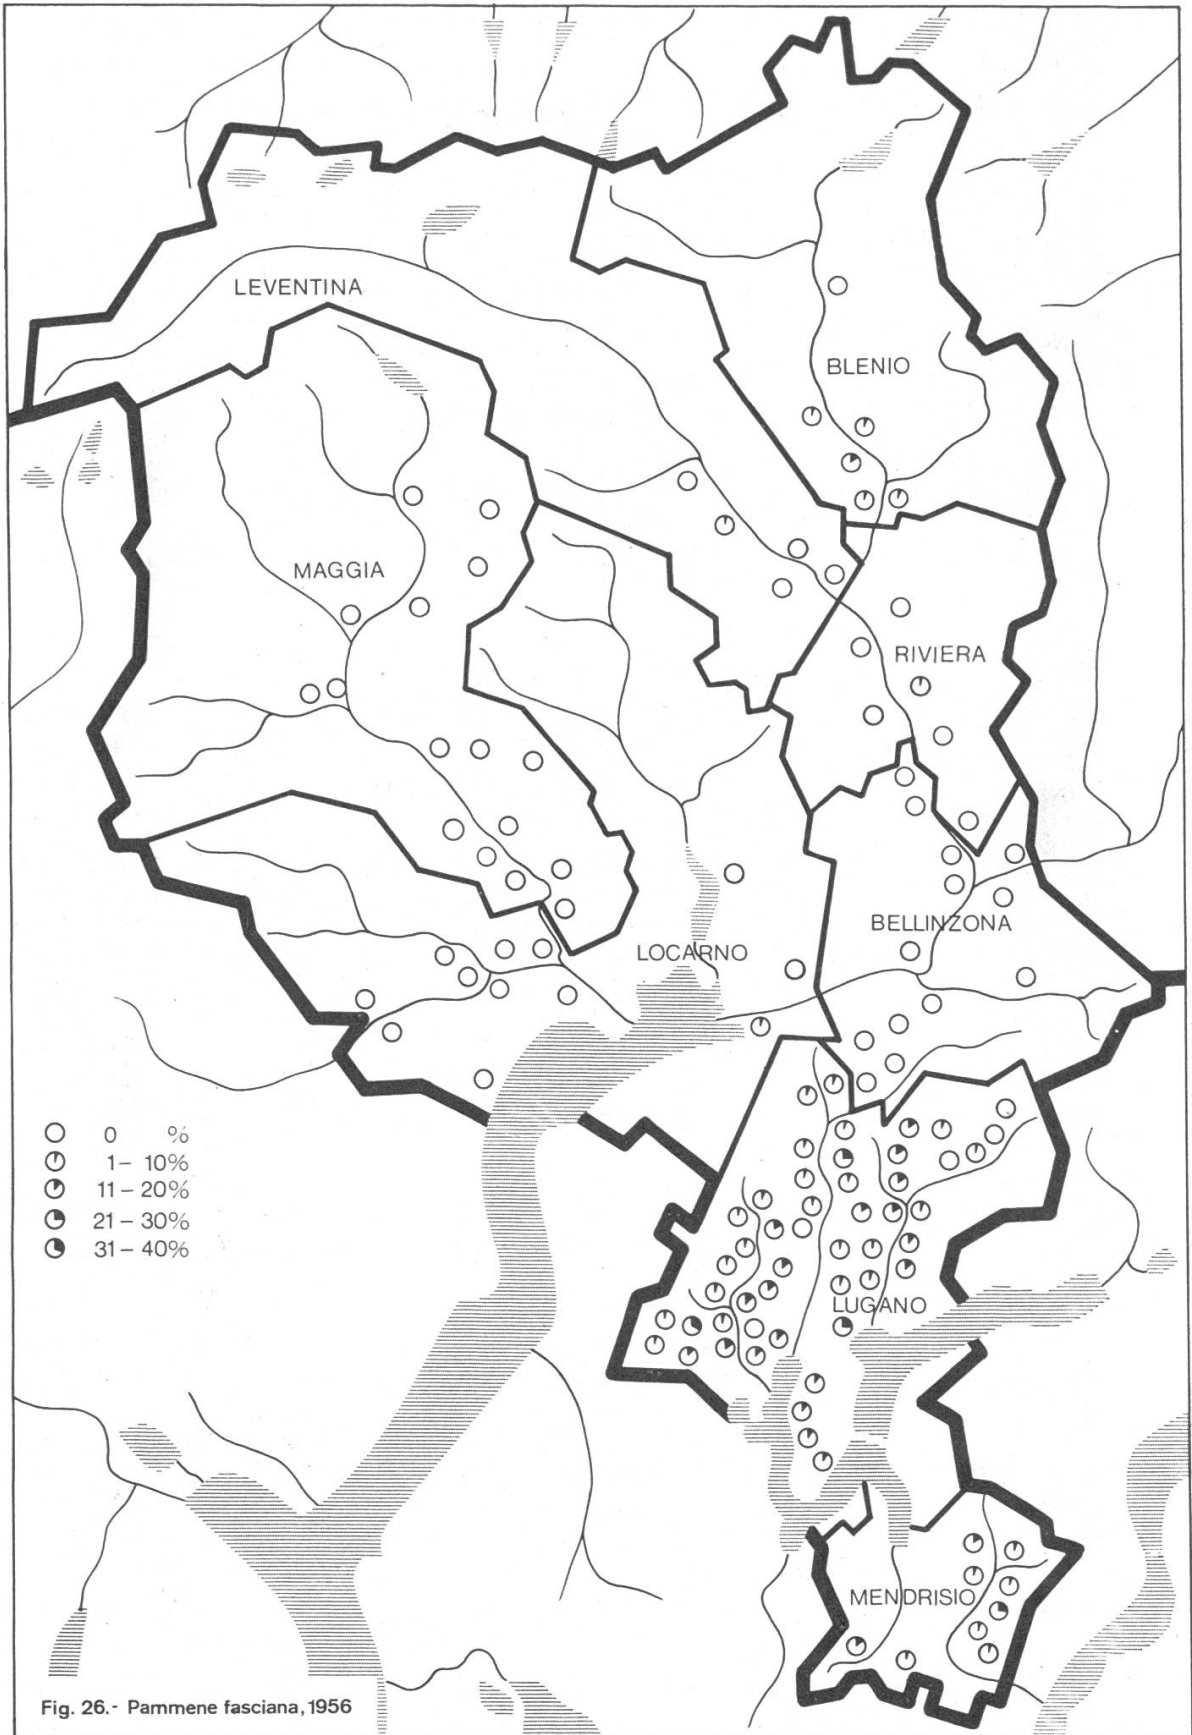 LEVENTINA
BLENIO
MAGGIA
RIVIERA
BELLINZONA
LOCARNO
0 %
1 – 10%
11 – 20%
21 – 30%
31 – 40%
LUGANO
MENDRISIO
Fig. 26.- Pammene fasciana, 1956